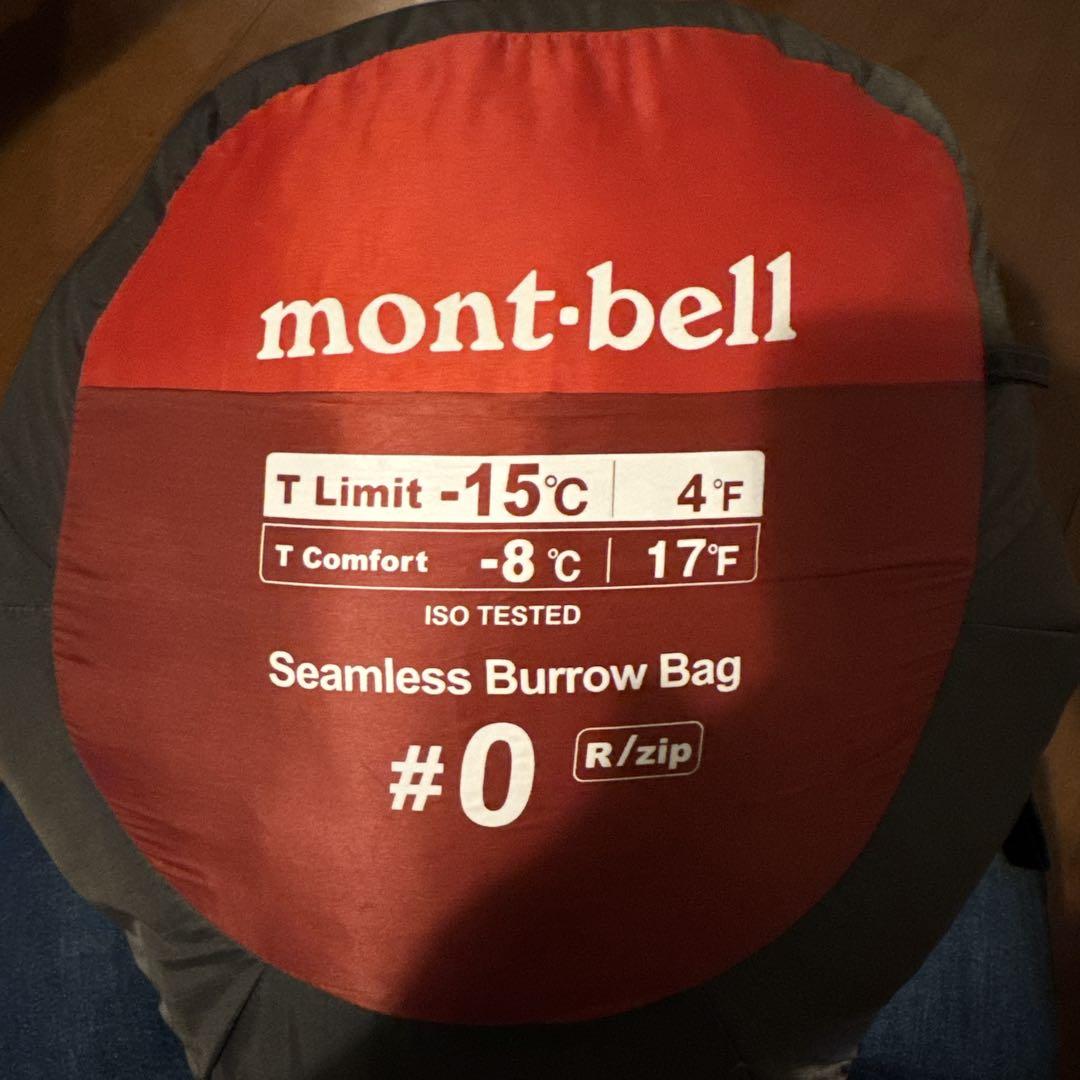 mont·bell
T Limit -15℃ | 4℉
T Comfort -8℃ | 17℉
ISO TESTED
Seamless Burrow Bag
#0 R/zip